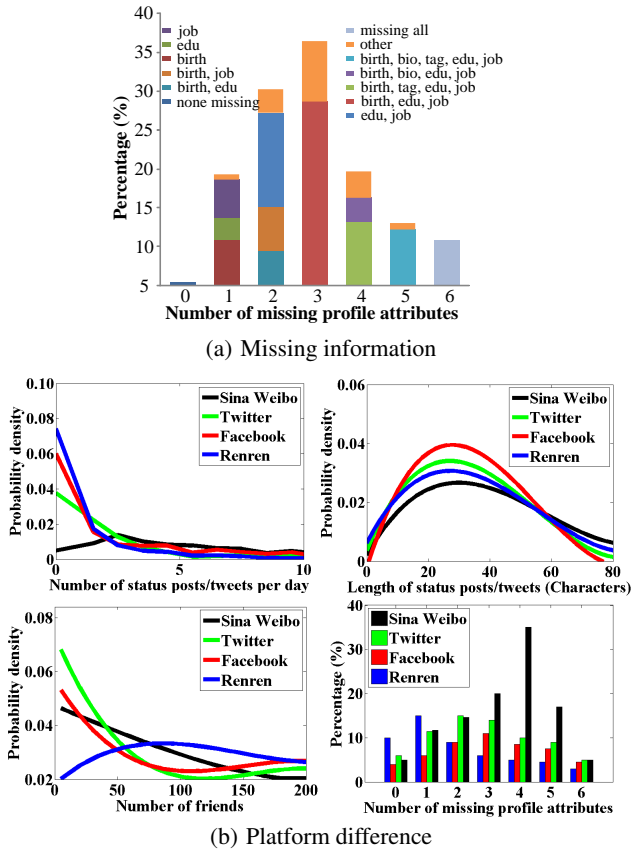 40
35
30
25
20
15
10
5
Percentage (%)
job
edu
birth
birth, job
birth, edu
none missing
missing all
other
birth, bio, tag, edu, job
birth, bio, edu, job
birth, tag, edu, job
birth, edu, job
edu, job
0 1 2 3 4 5 6
Number of missing profile attributes
(a) Missing information
0.10
0.08
0.06
0.04
0.02
0
Probability density
Sina Weibo
Twitter
Facebook
Renren
0 5 10
Number of status posts/tweets per day
0.06
0.04
0.02
0
Probability density
Sina Weibo
Twitter
Facebook
Renren
0 20 40 60 80
Length of status posts/tweets (Characters)
0.08
0.06
0.04
0.02
Probability density
Sina Weibo
Twitter
Facebook
Renren
0 50 100 150 200
Number of friends
40
30
20
10
0
Percentage (%)
Sina Weibo
Twitter
Facebook
Renren
0 1 2 3 4 5 6
Number of missing profile attributes
(b) Platform difference